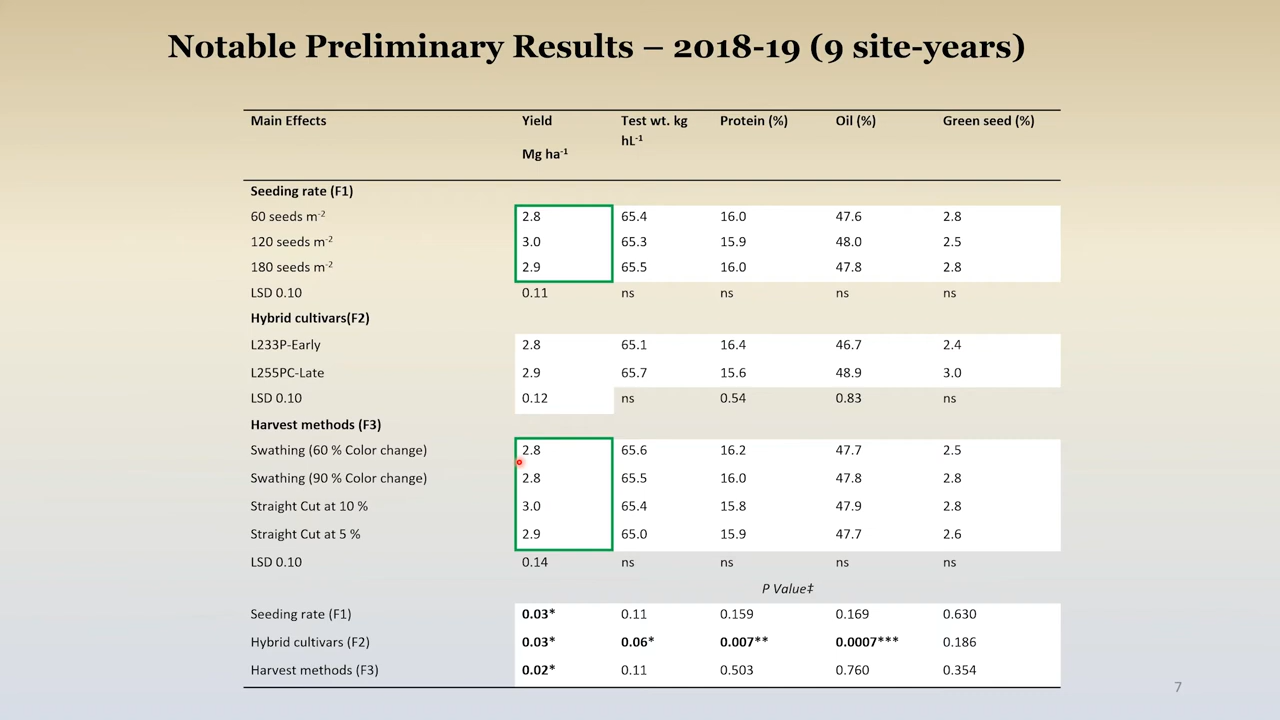 Notable Preliminary Results – 2018-19 (9 site-years)
Main Effects Yield Mg ha-1 Test wt. kg hL-1 Protein (%) Oil (%) Green seed (%)
Seeding rate (F1)
60 seeds m-2 2.8 65.4 16.0 47.6 2.8
120 seeds m-2 3.0 65.3 15.9 48.0 2.5
180 seeds m-2 2.9 65.5 16.0 47.8 2.8
LSD 0.10 0.11 ns ns ns ns
Hybrid cultivars(F2)
L233P-Early 2.8 65.1 16.4 46.7 2.4
L255PC-Late 2.9 65.7 15.6 48.9 3.0
LSD 0.10 0.12 ns 0.54 0.83 ns
Harvest methods (F3)
Swathing (60 % Color change) 2.8 65.6 16.2 47.7 2.5
Swathing (90 % Color change) 2.8 65.5 16.0 47.8 2.8
Straight Cut at 10 % 3.0 65.4 15.8 47.9 2.8
Straight Cut at 5 % 2.9 65.0 15.9 47.7 2.6
LSD 0.10 0.14 ns ns ns ns
P Value‡
Seeding rate (F1) 0.03* 0.11 0.159 0.169 0.630
Hybrid cultivars (F2) 0.03* 0.06* 0.007** 0.0007*** 0.186
Harvest methods (F3) 0.02* 0.11 0.503 0.760 0.354
7